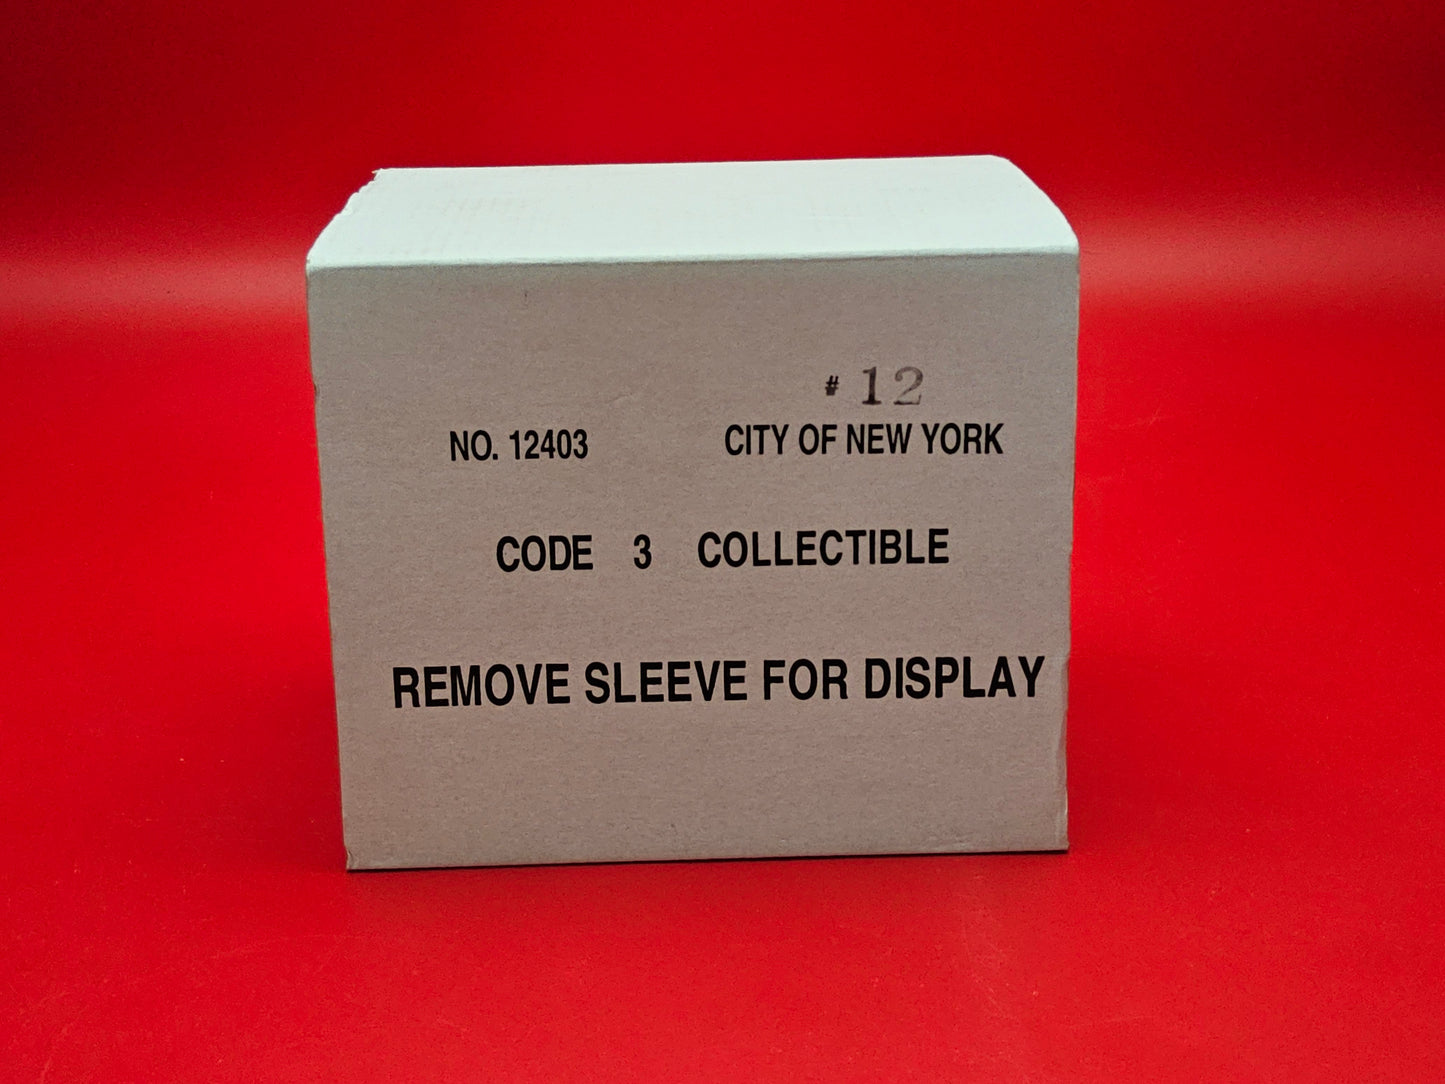 # 12
NO. 12403 CITY OF NEW YORK
CODE 3 COLLECTIBLE
REMOVE SLEEVE FOR DISPLAY